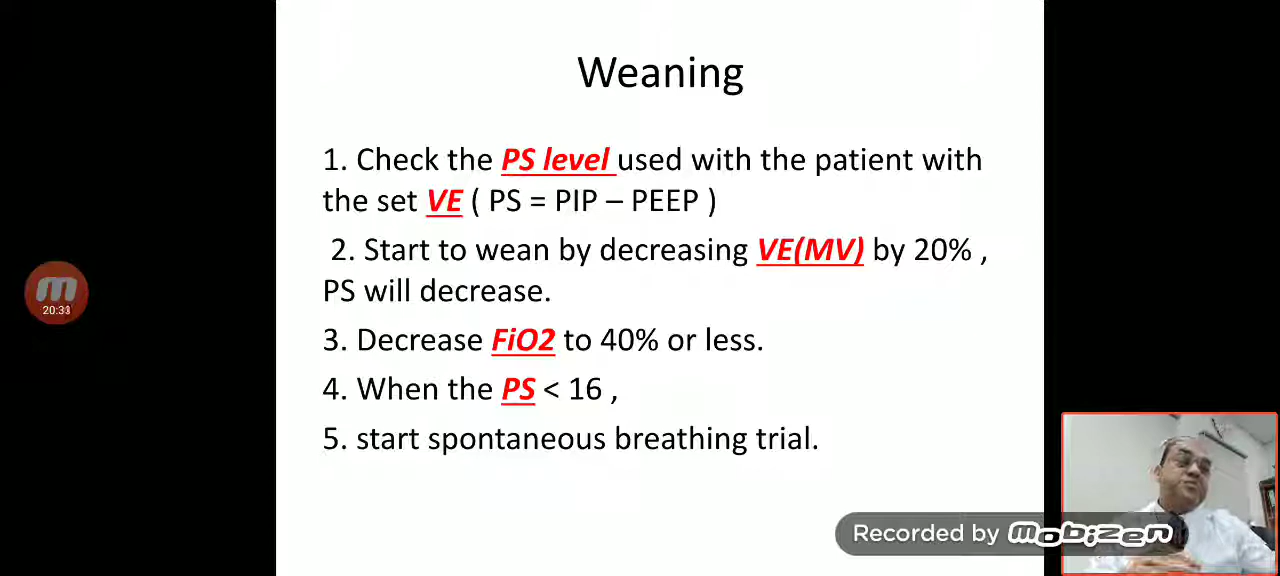 Weaning
1. Check the PS level used with the patient with
the set VE ( PS = PIP – PEEP )
2. Start to wean by decreasing VE(MV) by 20% ,
PS will decrease.
3. Decrease FiO2 to 40% or less.
4. When the PS < 16 ,
5. start spontaneous breathing trial.
20:33
Recorded by Mobizen